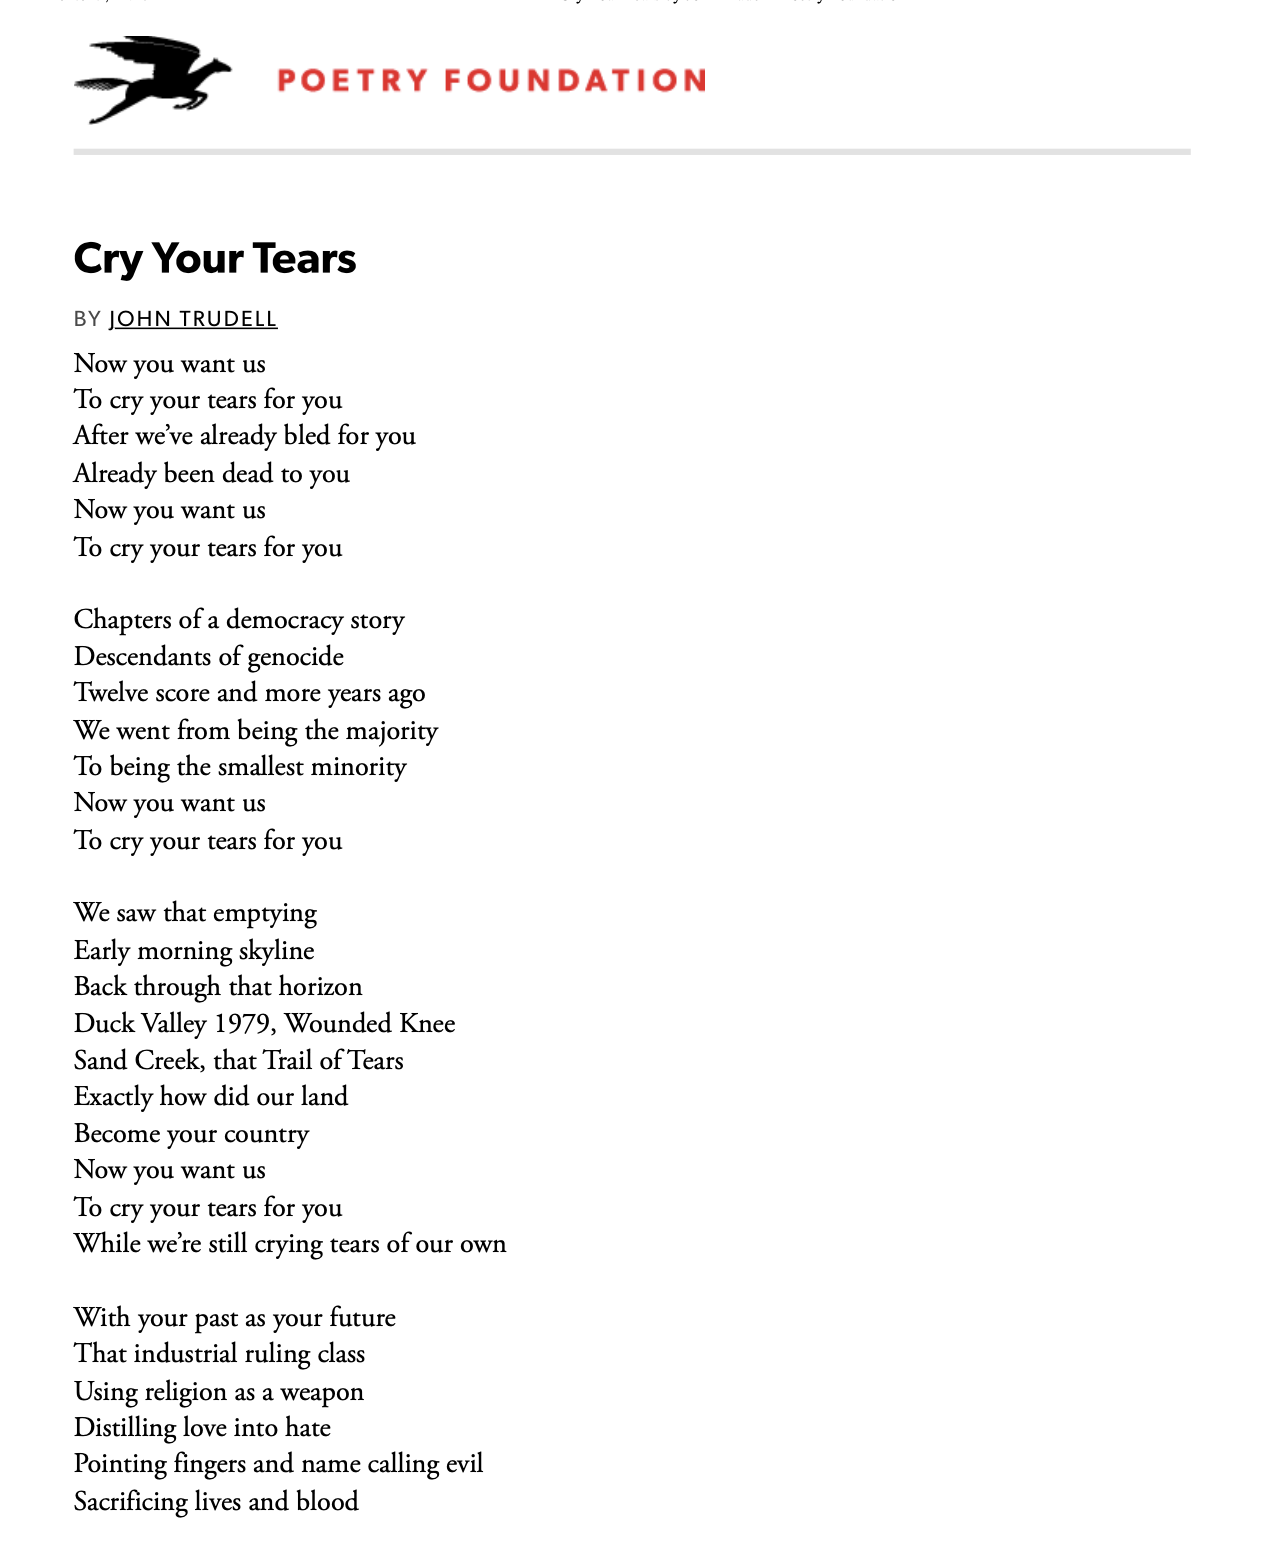 POETRY FOUNDATION
Cry Your Tears
BY JOHN TRUDELL
Now you want us
To cry your tears for you
After we’ve already bled for you
Already been dead to you
Now you want us
To cry your tears for you
Chapters of a democracy story
Descendants of genocide
Twelve score and more years ago
We went from being the majority
To being the smallest minority
Now you want us
To cry your tears for you
We saw that emptying
Early morning skyline
Back through that horizon
Duck Valley 1979, Wounded Knee
Sand Creek, that Trail of Tears
Exactly how did our land
Become your country
Now you want us
To cry your tears for you
While we’re still crying tears of our own
With your past as your future
That industrial ruling class
Using religion as a weapon
Distilling love into hate
Pointing fingers and name calling evil
Sacrificing lives and blood